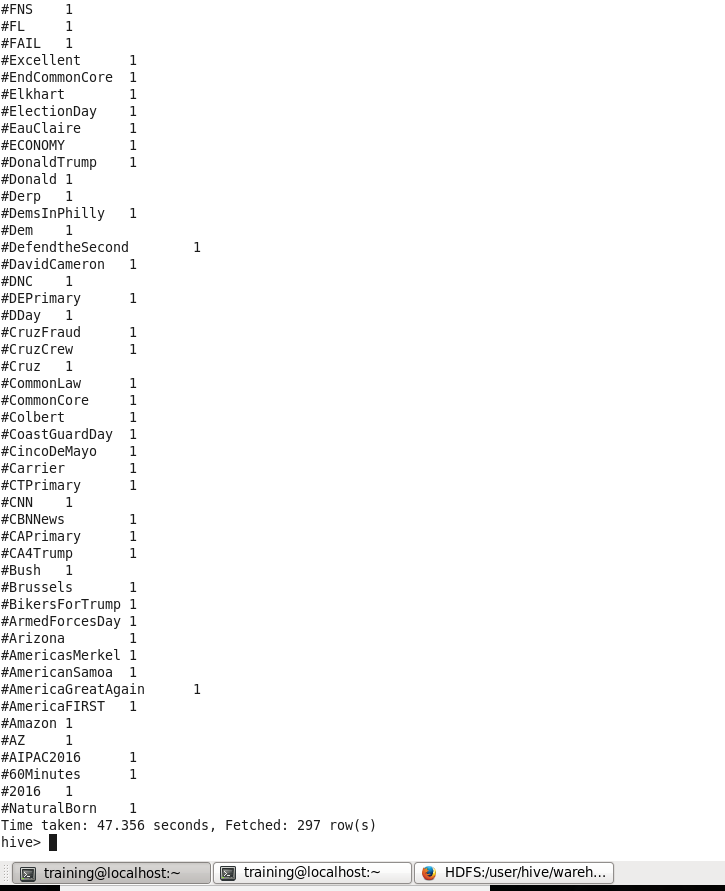 #FNS 1
#FL 1
#FAIL 1
#Excellent 1
#EndCommonCore 1
#Elkhart 1
#ElectionDay 1
#EauClaire 1
#ECONOMY 1
#DonaldTrump 1
#Donald 1
#Derp 1
#DemsInPhilly 1
#Dem 1
#DefendtheSecond 1
#DavidCameron 1
#DNC 1
#DEPrimary 1
#DDay 1
#CruzFraud 1
#CruzCrew 1
#Cruz 1
#CommonLaw 1
#CommonCore 1
#Colbert 1
#CoastGuardDay 1
#CincoDeMayo 1
#Carrier 1
#CTPrimary 1
#CNN 1
#CBNNews 1
#CAPrimary 1
#CA4Trump 1
#Bush 1
#Brussels 1
#BikersForTrump 1
#ArmedForcesDay 1
#Arizona 1
#AmericasMerkel 1
#AmericanSamoa 1
#AmericaGreatAgain 1
#AmericaFIRST 1
#Amazon 1
#AZ 1
#AIPAC2016 1
#60Minutes 1
#2016 1
#NaturalBorn 1
Time taken: 47.356 seconds, Fetched: 297 row(s)
hive>
training@localhost:~ training@localhost:~ HDFS:/user/hive/wareh...